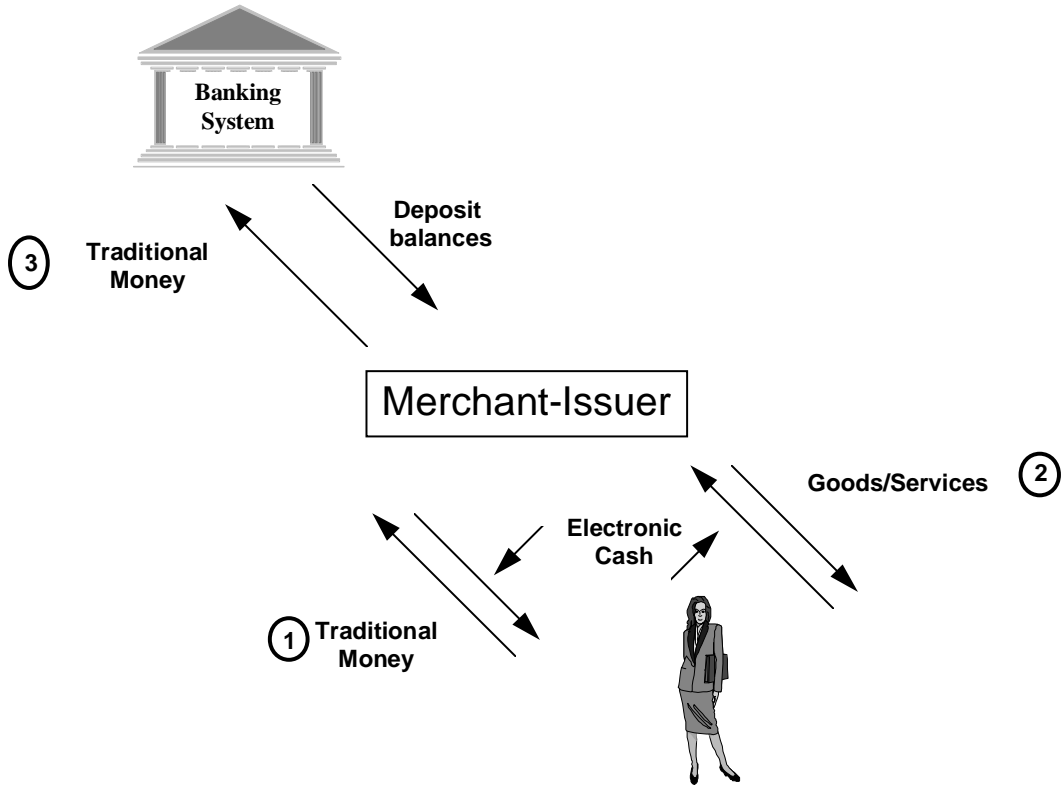 Banking
System
Deposit
balances
3
Traditional
Money
Merchant-Issuer
Goods/Services
2
Electronic
Cash
1
Traditional
Money